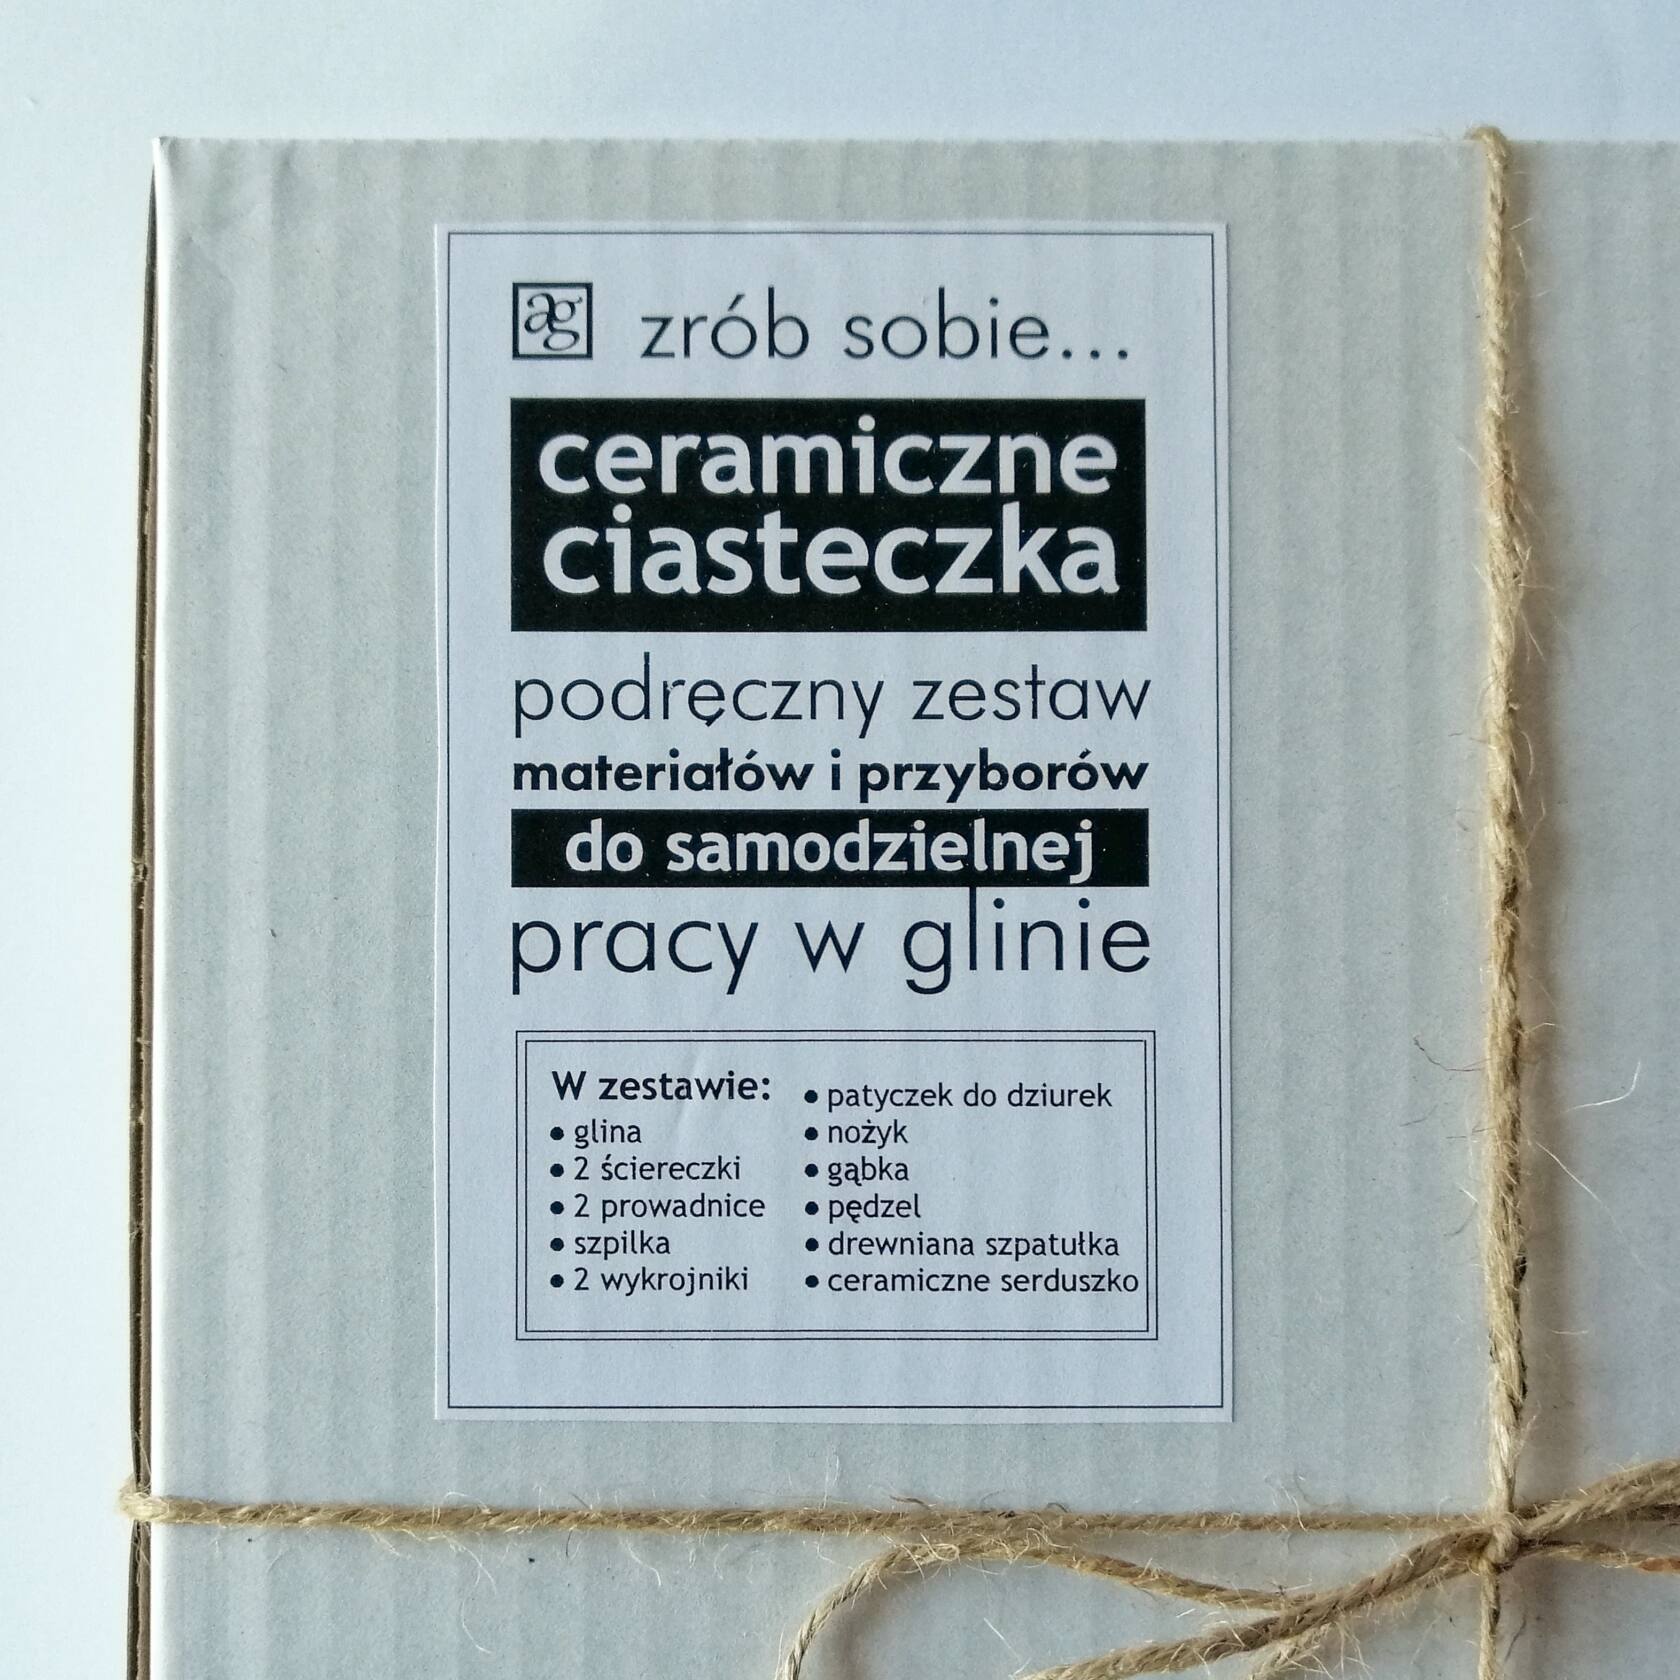 ag zrób sobie...
ceramiczne
ciasteczka
podręczny zestaw
materiałów i przyborów
do samodzielnej
pracy w glinie
W zestawie:
• glina
• 2 ściereczki
• 2 prowadnice
• szpilka
• 2 wykrojniki
• patyczek do dziurek
• nożyk
• gąbka
• pędzel
• drewniana szpatułka
• ceramiczne serduszko